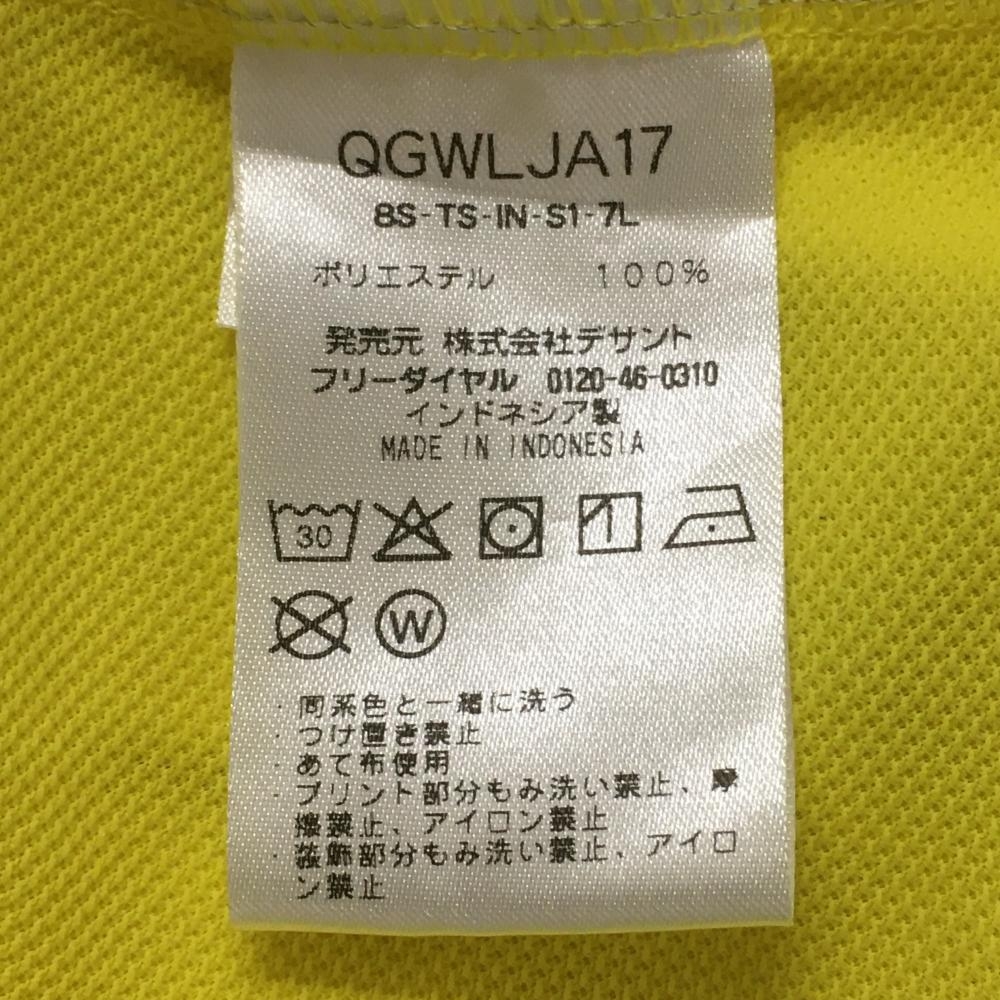 QGWLJA17
8S-TS-IN-S1-7L
ポリエステル 100%
発売元 株式会社デサント
フリーダイヤル 0120-46-0310
インドネシア製
MADE IN INDONESIA
30
W
・同系色と一緒に洗う
・つけ置き禁止
・あて布使用
・プリント部分もみ洗い禁止、摩
擦禁止、アイロン禁止
・装飾部分もみ洗い禁止、アイロ
ン禁止